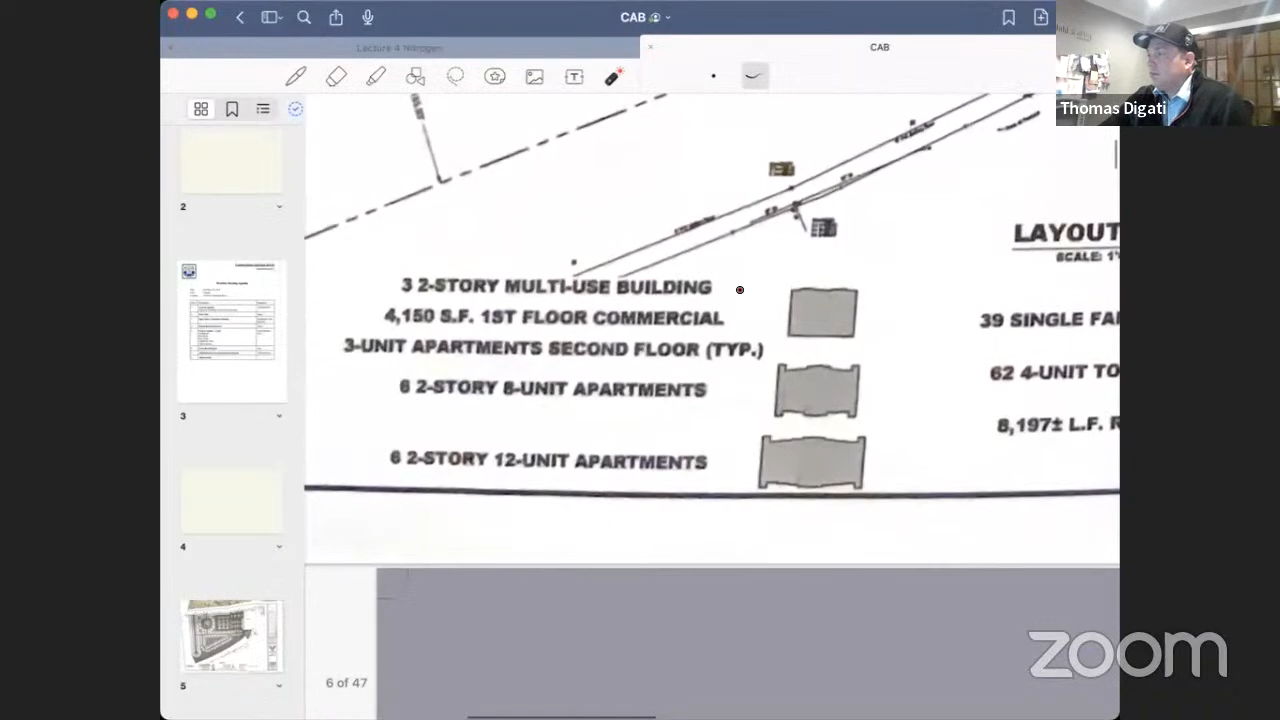 CAB
Lecture 4 Nitrogen
CAB
Thomas Digati
T
LAYOUT
SCALE: 1"
3 2-STORY MULTI-USE BUILDING
4,150 S.F. 1ST FLOOR COMMERCIAL
3-UNIT APARTMENTS SECOND FLOOR (TYP.)
6 2-STORY 8-UNIT APARTMENTS
6 2-STORY 12-UNIT APARTMENTS
39 SINGLE FA
62 4-UNIT TO
8,197± L.F. R
2
3
4
5
6 of 47
zoom